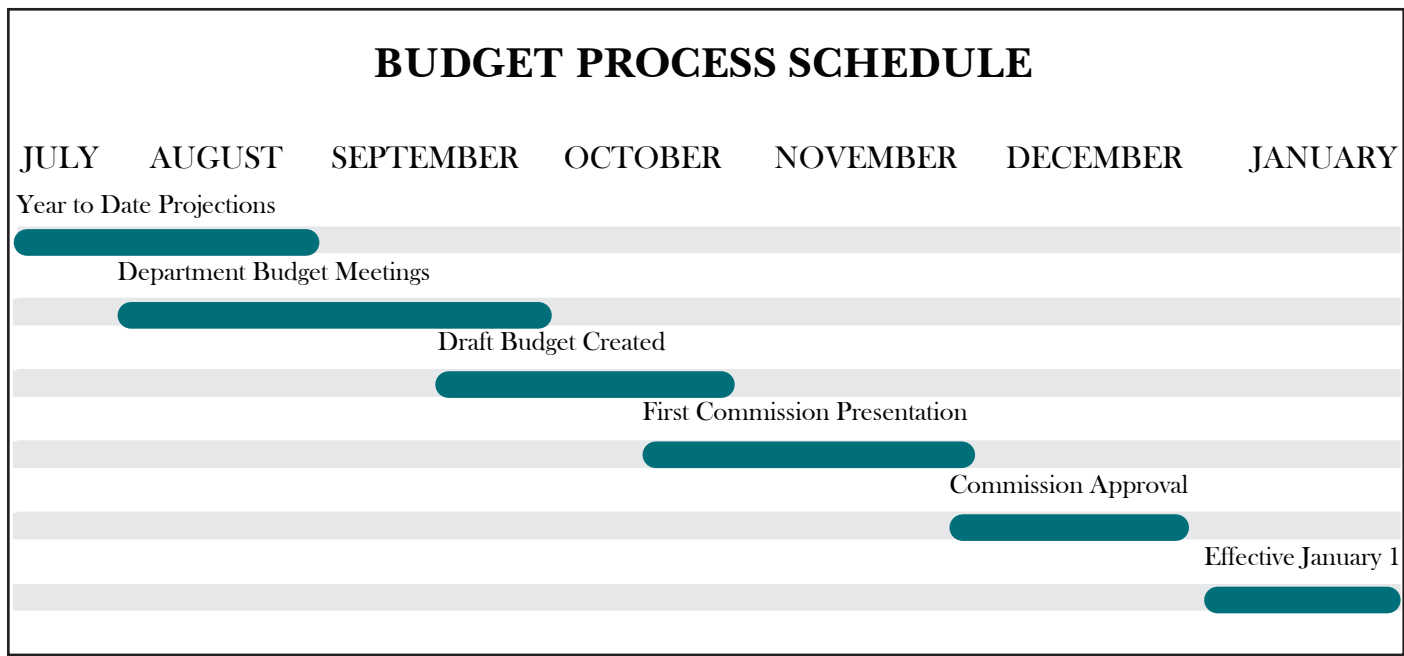 BUDGET PROCESS SCHEDULE
JULY AUGUST SEPTEMBER OCTOBER NOVEMBER DECEMBER JANUARY
Year to Date Projections
Department Budget Meetings
Draft Budget Created
First Commission Presentation
Commission Approval
Effective January 1